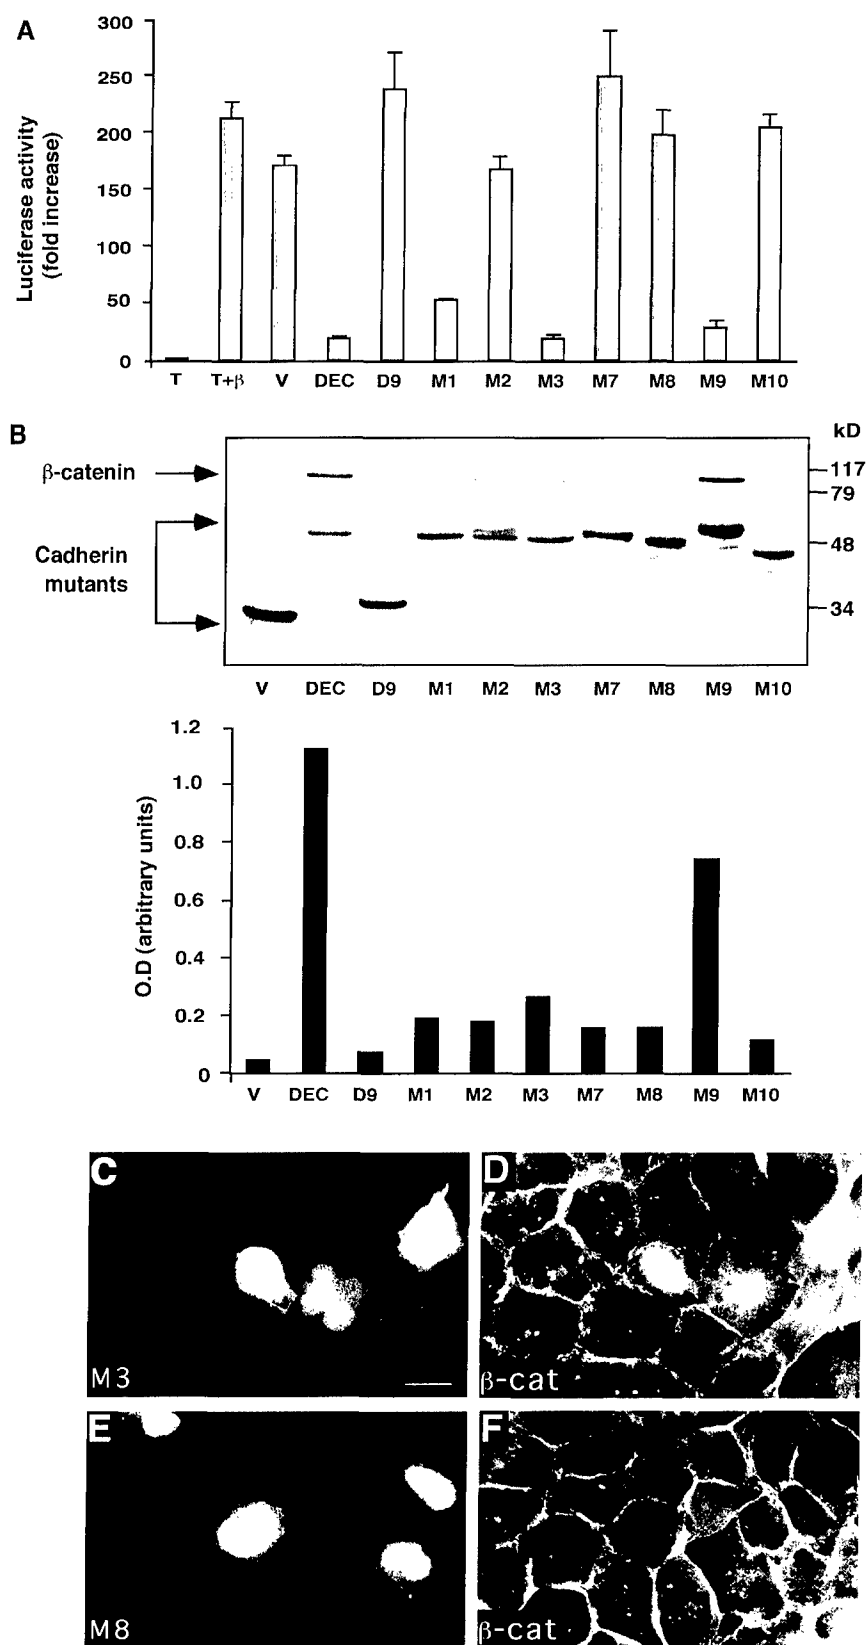 A
Luciferase activity
(fold increase)
300
250
200
150
100
50
0
T T+β V DEC D9 M1 M2 M3 M7 M8 M9 M10
B
kD
β-catenin
Cadherin
mutants
117
79
48
34
V DEC D9 M1 M2 M3 M7 M8 M9 M10
O.D (arbitrary units)
1.2
1.0
0.8
0.6
0.4
0.2
0
V DEC D9 M1 M2 M3 M7 M8 M9 M10
C
M3
D
β-cat
E
M8
F
β-cat